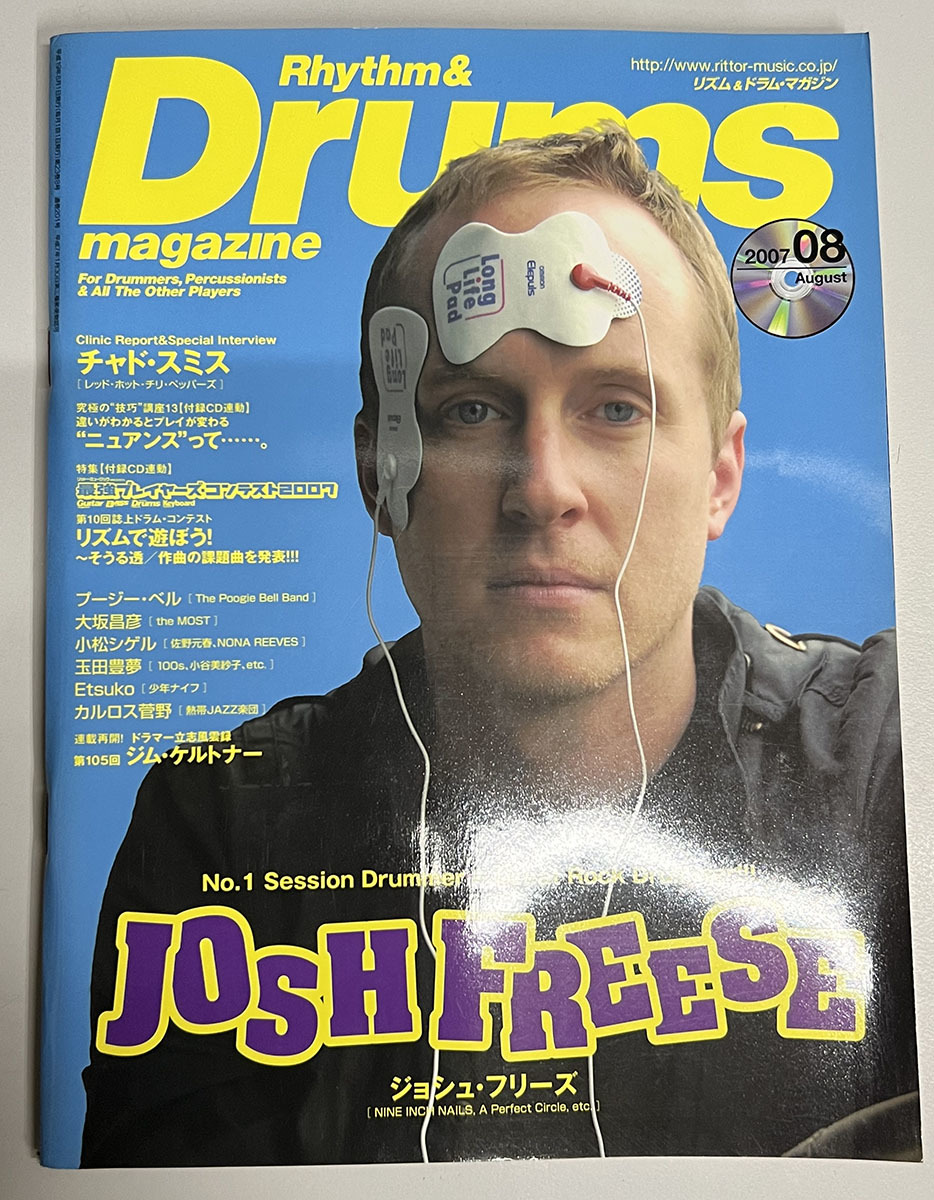 Rhythm &
Drums
magazine
For Drummers, Percussionists
& All The Other Players
http://www.rittor-music.co.jp/
リズム & ドラム・マガジン
2007 08
August
Clinic Report&Special Interview
チャド・スミス
[ レッド・ホット・チリ・ペッパーズ ]
究極の"技巧"講座13【付録CD連動】
違いがわかるとプレイが変わる
"ニュアンス"って……。
特集【付録CD連動】
最強プレイヤーズ・コンテスト2007
Guitar Bass Drums Keyboard
第10回誌上ドラム・コンテスト
リズムで遊ぼう!
～そうる透／作曲の課題曲を発表!!!
プージー・ベル [ The Poogie Bell Band ]
大坂昌彦 [ the MOST ]
小松シゲル [ 佐野元春、NONA REEVES ]
玉田豊夢 [ 100s、小谷美紗子、etc. ]
Etsuko [ 少年ナイフ ]
カルロス菅野 [ 熱帯JAZZ楽団 ]
連載再開! ドラマー立志風雲録
第105回 ジム・ケルトナー
Long
Life
Pad
OMRON
Elepuls
Long
Life
Pad
No.1 Session Drummer Rock
JOSH FREESE
ジョシュ・フリーズ
[ NINE INCH NAILS, A Perfect Circle, etc. ]